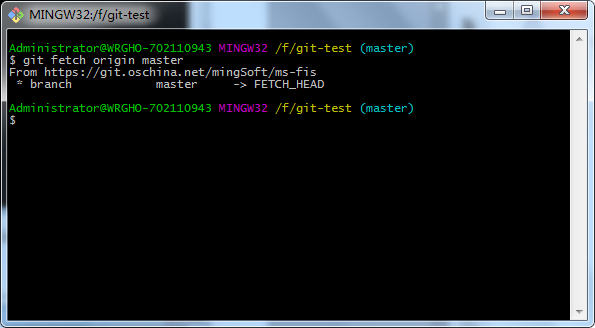 MINGW32:/f/git-test
Administrator@WRGHO-702110943 MINGW32 /f/git-test (master)
$ git fetch origin master
From https://git.oschina.net/mingSoft/ms-fis
 * branch            master     -> FETCH_HEAD
Administrator@WRGHO-702110943 MINGW32 /f/git-test (master)
$